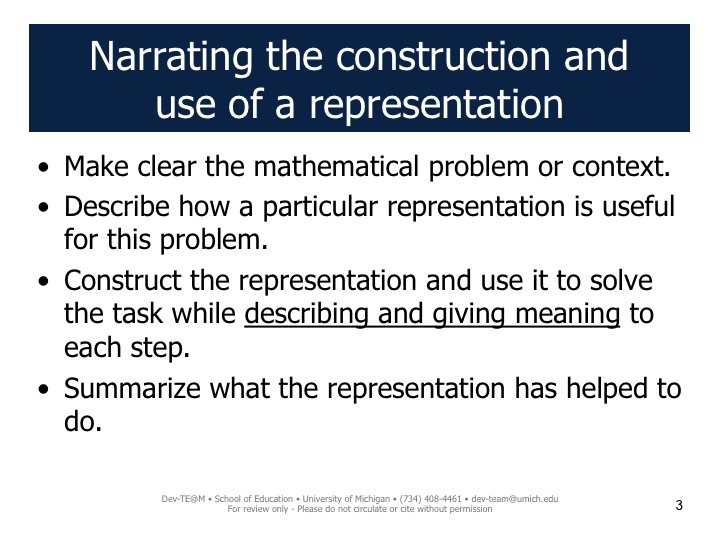 Narrating the construction and
use of a representation
• Make clear the mathematical problem or context.
• Describe how a particular representation is useful
for this problem.
• Construct the representation and use it to solve
the task while describing and giving meaning to
each step.
• Summarize what the representation has helped to
do.
Dev-TE@M • School of Education • University of Michigan • (734) 408-4461 • dev-team@umich.edu
For review only - Please do not circulate or cite without permission
3